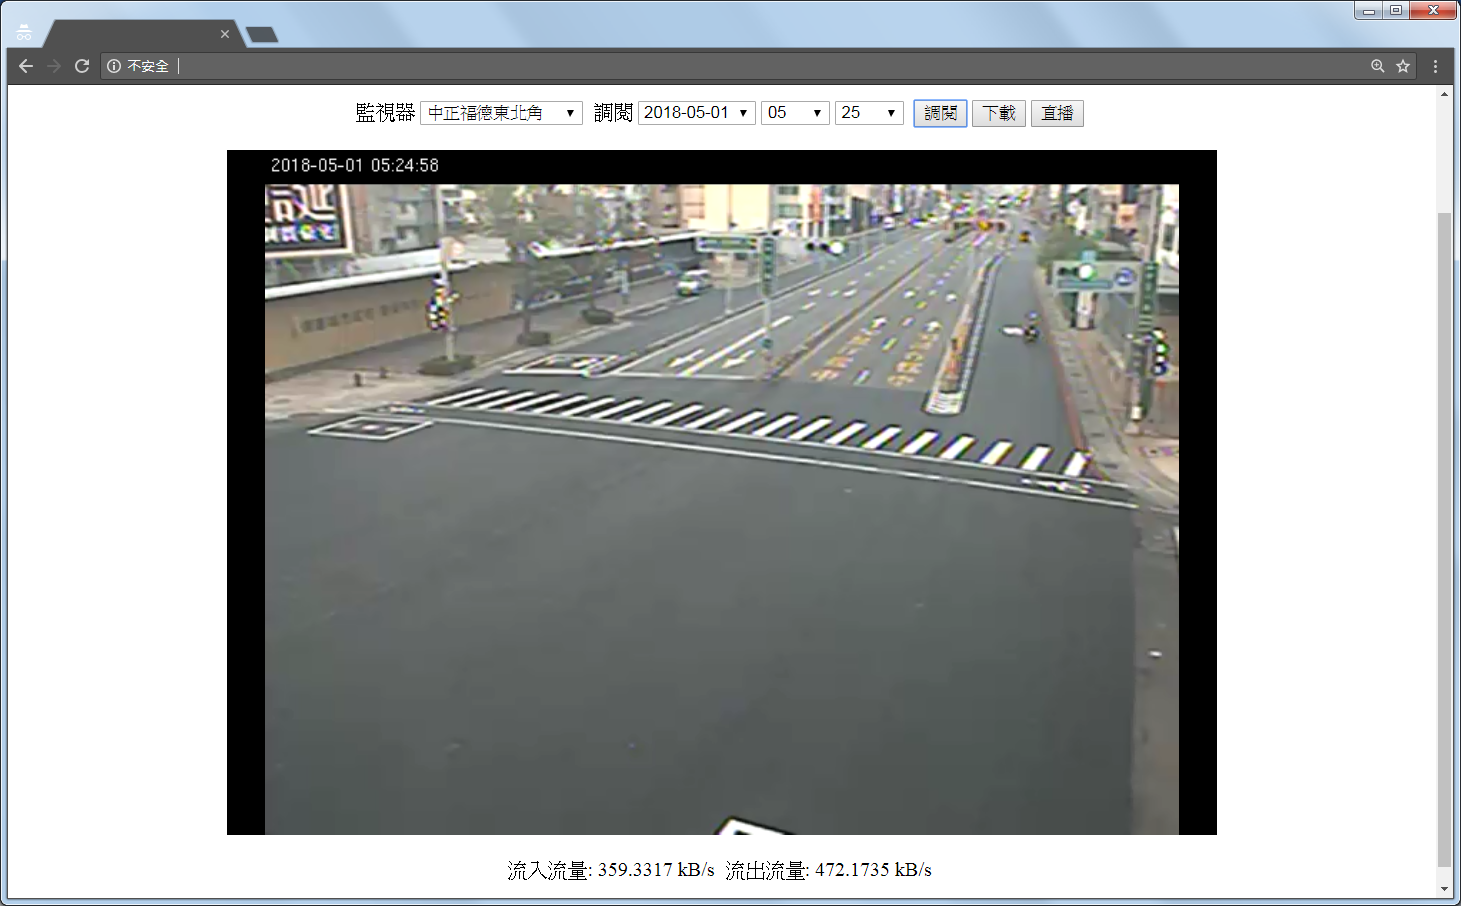 不安全
監視器 中正福德東北角 調閱 2018-05-01 05 25 調閱 下載 直播
2018-05-01 05:24:58
流入流量: 359.3317 kB/s 流出流量: 472.1735 kB/s